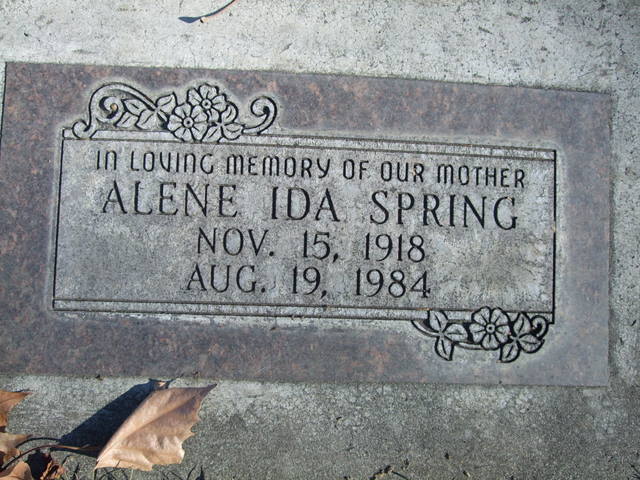 IN LOVING MEMORY OF OUR MOTHER
ALENE IDA SPRING
NOV. 15, 1918
AUG. 19, 1984